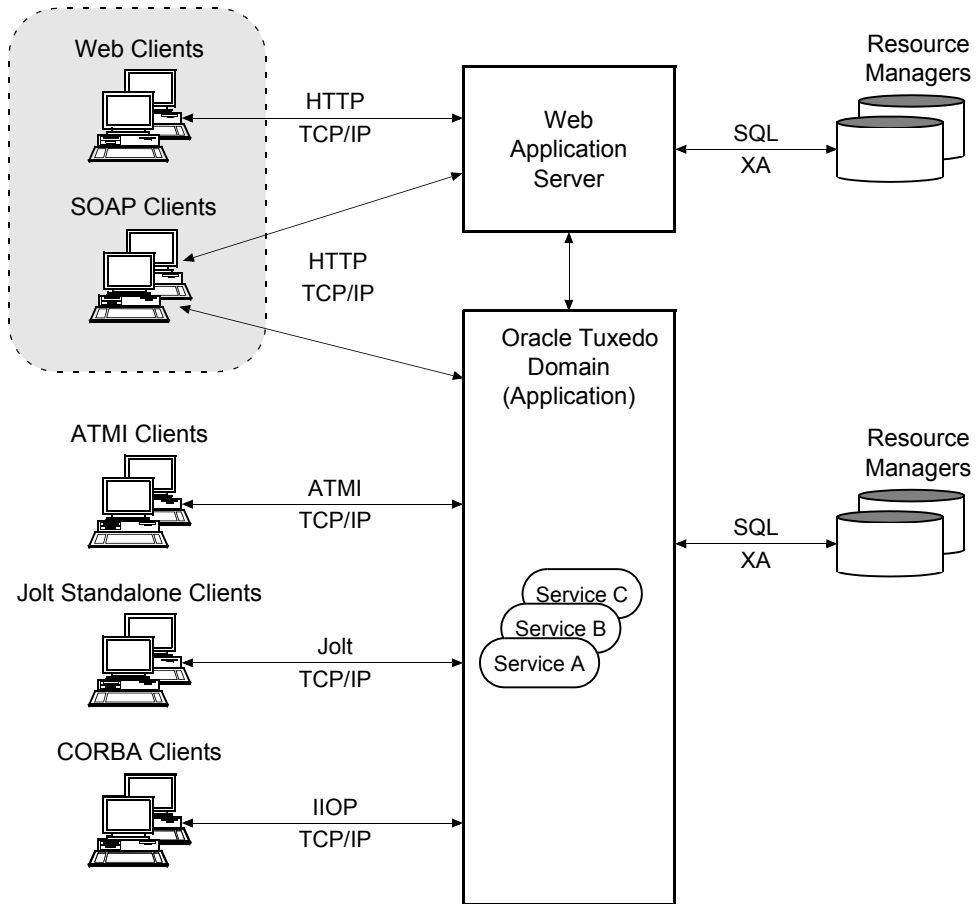 Web Clients
HTTP
TCP/IP
SOAP Clients
HTTP
TCP/IP
Web
Application
Server
SQL
XA
Resource
Managers
Oracle Tuxedo
Domain
(Application)
ATMI Clients
ATMI
TCP/IP
Jolt Standalone Clients
Jolt
TCP/IP
CORBA Clients
IIOP
TCP/IP
Service C
Service B
Service A
SQL
XA
Resource
Managers